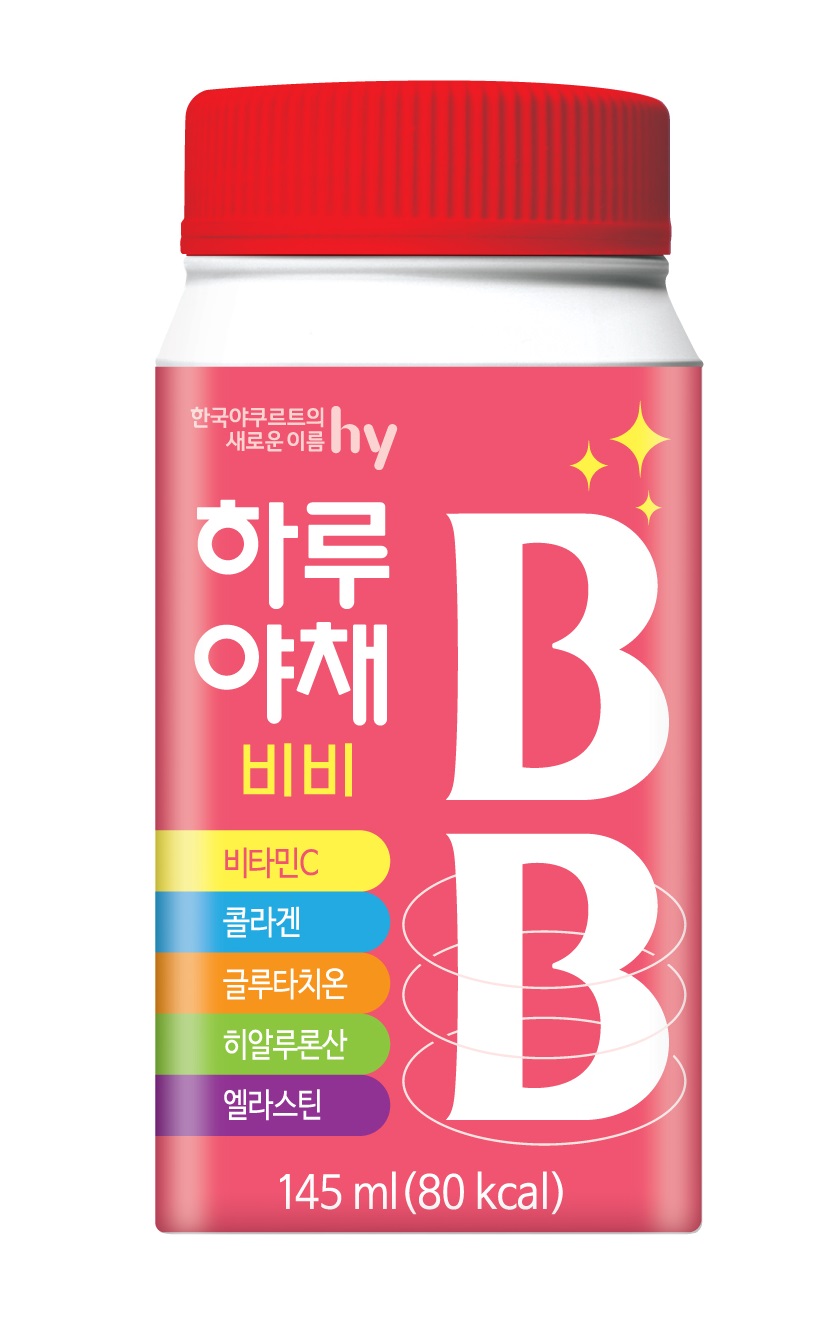 한국야쿠르트의
새로운 이름 hy
하루
야채
비비
B
B
비타민C
콜라겐
글루타치온
히알루론산
엘라스틴
145 ml(80 kcal)